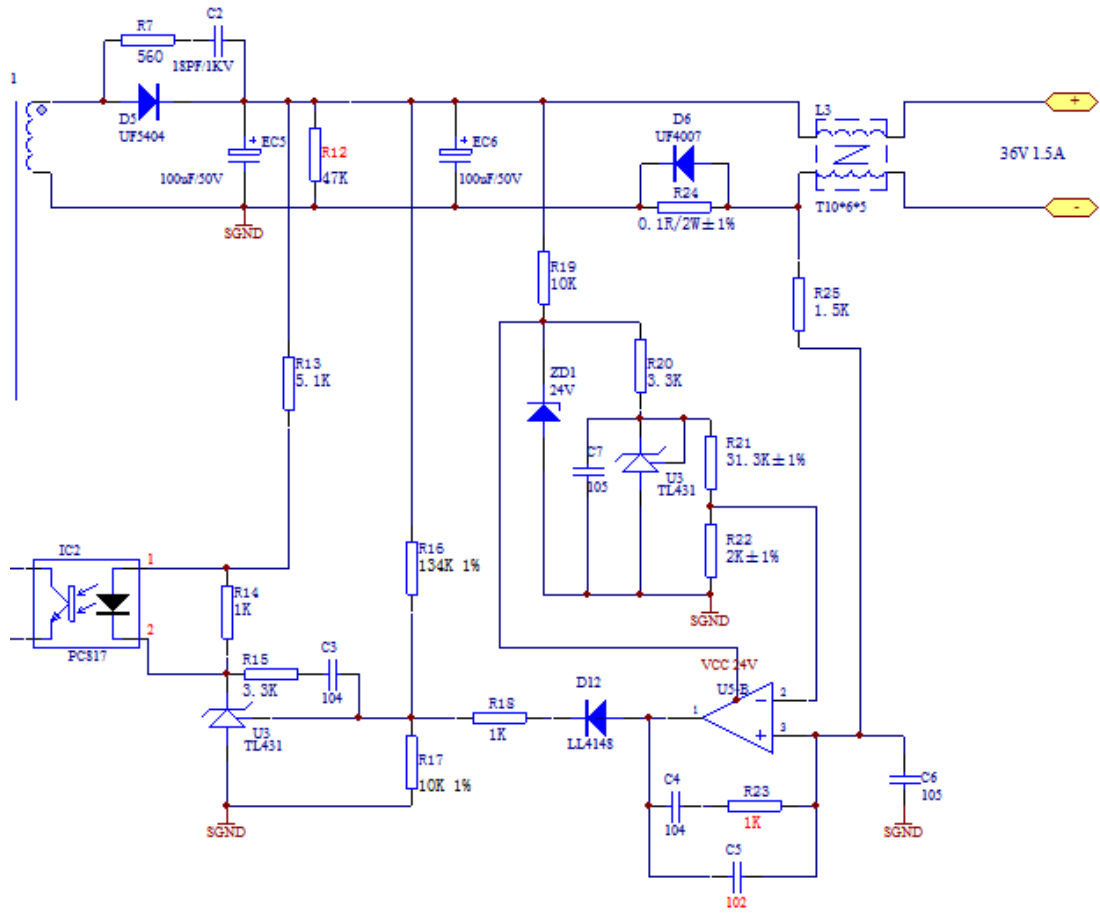 R7
560
C2
18PF/1KV
1
D5
UF5404
EC5
100uF/50V
R12
47K
EC6
100uF/50V
SGND
D6
UF4007
R24
0.1R/2W±1%
L3
T10*6*5
+
36V 1.5A
-
R19
10K
R25
1.5K
R13
5.1K
ZD1
24V
R20
3.3K
C7
105
U3
TL431
R21
31.3K±1%
R22
2K±1%
SGND
IC2
1
2
PC817
R14
1K
R15
3.3K
C3
104
R16
134K 1%
U3
TL431
R17
10K 1%
SGND
R18
1K
D12
LL4148
VCC 24V
U5-B
1
2
3
C4
104
R23
1K
C5
102
C6
105
SGND